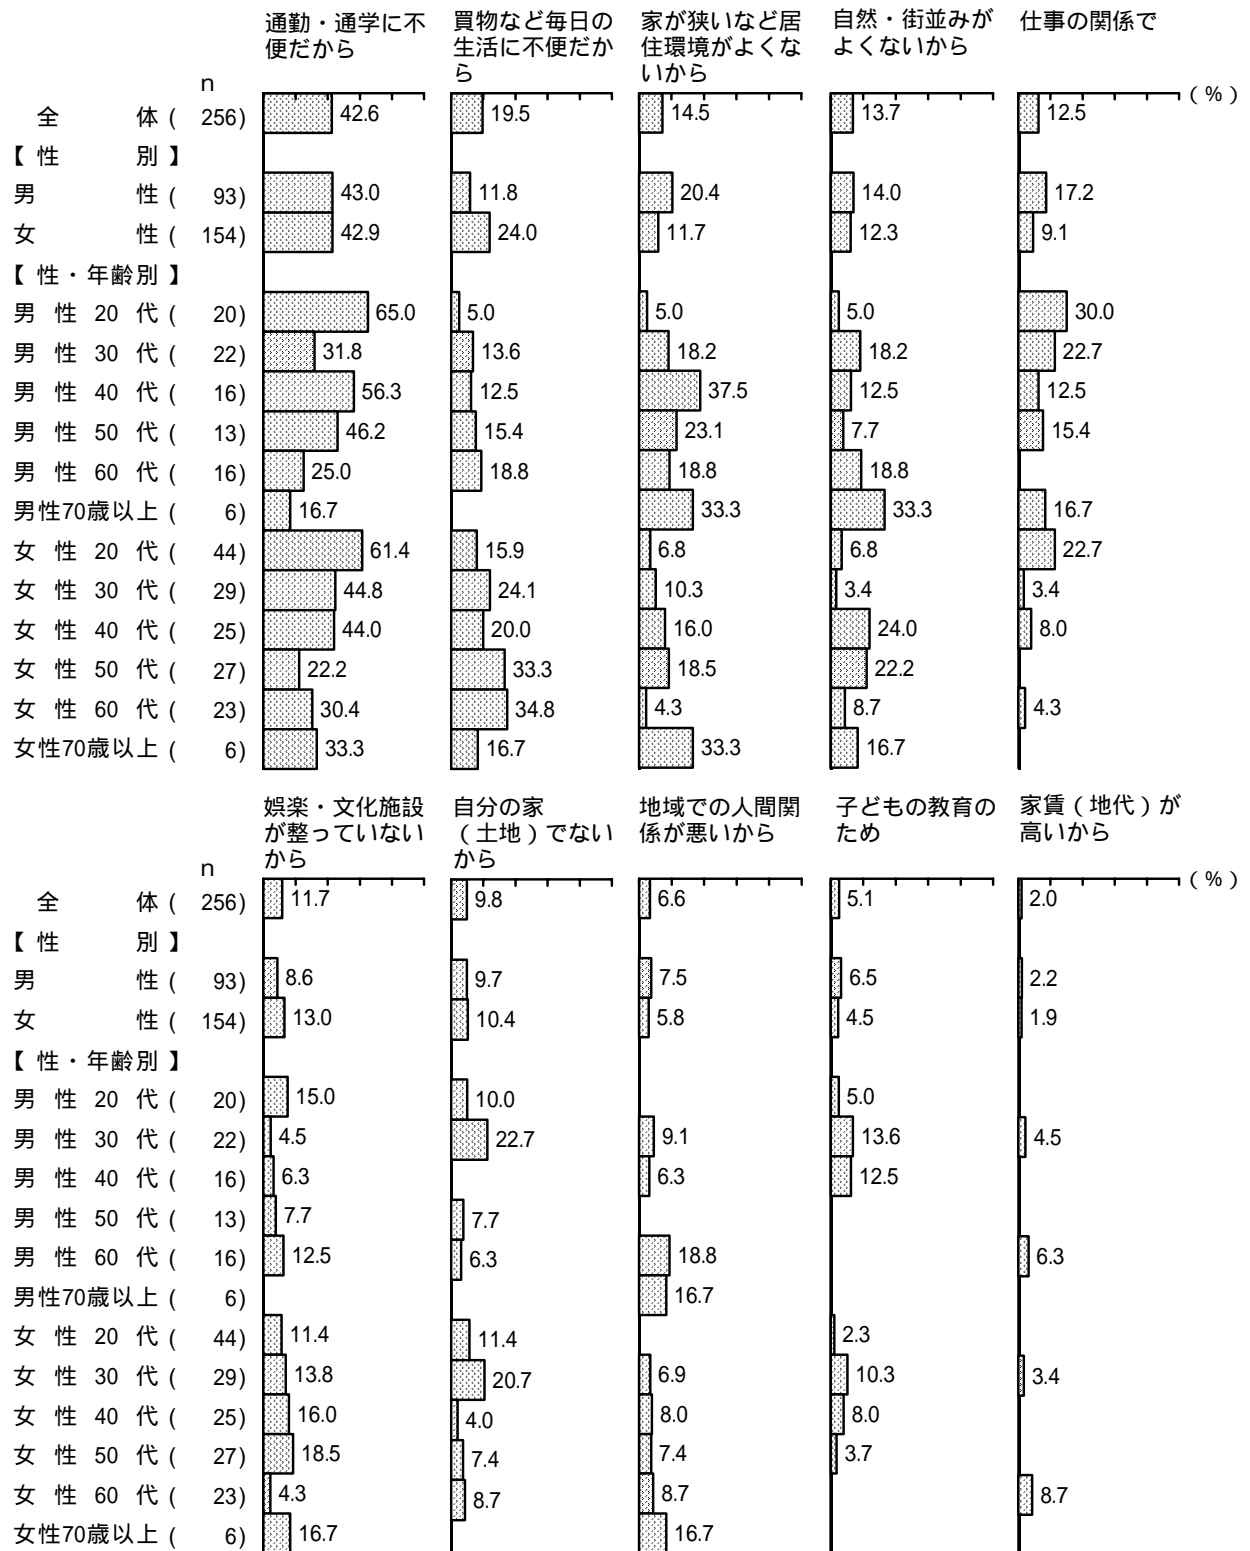 通勤・通学に不
便だから
買物など毎日の
生活に不便だか
ら
家が狭いなど居
住環境がよくな
いから
自然・街並みが
よくないから
仕事の関係で
n
(%)
全 体( 256) 42.6 19.5 14.5 13.7 12.5
【性 別】
男 性( 93) 43.0 11.8 20.4 14.0 17.2
女 性( 154) 42.9 24.0 11.7 12.3 9.1
【性・年齢別】
男 性 20 代( 20) 65.0 5.0 5.0 5.0 30.0
男 性 30 代( 22) 31.8 13.6 18.2 18.2 22.7
男 性 40 代( 16) 56.3 12.5 37.5 12.5 12.5
男 性 50 代( 13) 46.2 15.4 23.1 7.7 15.4
男 性 60 代( 16) 25.0 18.8 18.8 18.8
男性70歳以上( 6) 16.7 33.3 33.3 16.7
女 性 20 代( 44) 61.4 15.9 6.8 6.8 22.7
女 性 30 代( 29) 44.8 24.1 10.3 3.4 3.4
女 性 40 代( 25) 44.0 20.0 16.0 24.0 8.0
女 性 50 代( 27) 22.2 33.3 18.5 22.2
女 性 60 代( 23) 30.4 34.8 4.3 8.7 4.3
女性70歳以上( 6) 33.3 16.7 33.3 16.7
娯楽・文化施設
が整っていない
から
自分の家
(土地)でない
から
地域での人間関
係が悪いから
子どもの教育の
ため
家賃(地代)が
高いから
n
(%)
全 体( 256) 11.7 9.8 6.6 5.1 2.0
【性 別】
男 性( 93) 8.6 9.7 7.5 6.5 2.2
女 性( 154) 13.0 10.4 5.8 4.5 1.9
【性・年齢別】
男 性 20 代( 20) 15.0 10.0 5.0
男 性 30 代( 22) 4.5 22.7 9.1 13.6 4.5
男 性 40 代( 16) 6.3 6.3 12.5
男 性 50 代( 13) 7.7 7.7
男 性 60 代( 16) 12.5 6.3 18.8 6.3
男性70歳以上( 6) 16.7
女 性 20 代( 44) 11.4 11.4 2.3
女 性 30 代( 29) 13.8 20.7 6.9 10.3 3.4
女 性 40 代( 25) 16.0 4.0 8.0 8.0
女 性 50 代( 27) 18.5 7.4 7.4 3.7
女 性 60 代( 23) 4.3 8.7 8.7 8.7
女性70歳以上( 6) 16.7 16.7